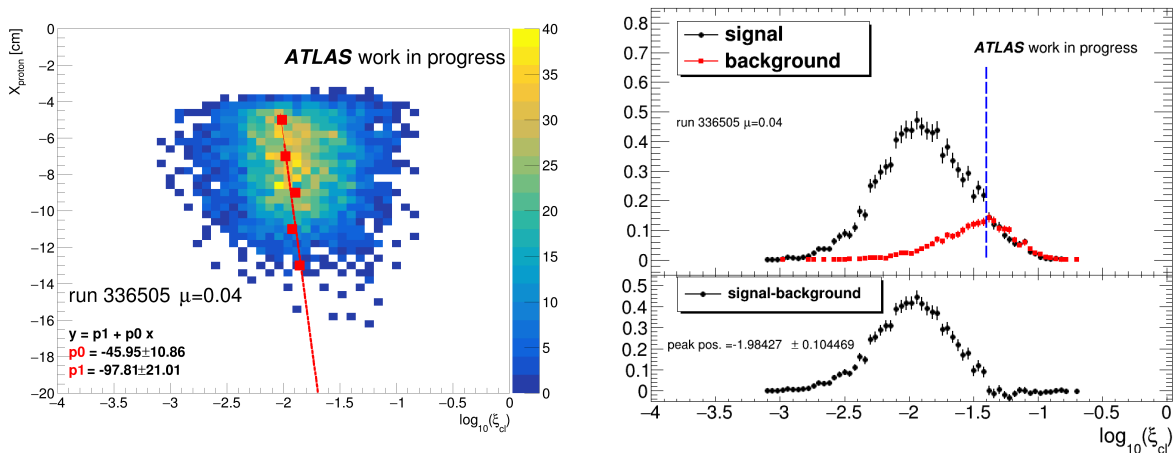 X_proton [cm]
0
−2
−4
−6
−8
−10
−12
−14
−16
−18
−20
ATLAS work in progress
run 336505 μ=0.04
y = p1 + p0 x
p0 = -45.95±10.86
p1 = -97.81±21.01
−4 −3.5 −3 −2.5 −2 −1.5 −1 −0.5 0
log10(ξcl)
40
35
30
25
20
15
10
5
0
0.8
0.7
0.6
0.5
0.4
0.3
0.2
0.1
0
signal
background
ATLAS work in progress
run 336505 μ=0.04
0.5
0.4
0.3
0.2
0.1
0
signal-background
peak pos. =-1.98427 ± 0.104469
−4 −3.5 −3 −2.5 −2 −1.5 −1 −0.5 0
log10(ξcl)